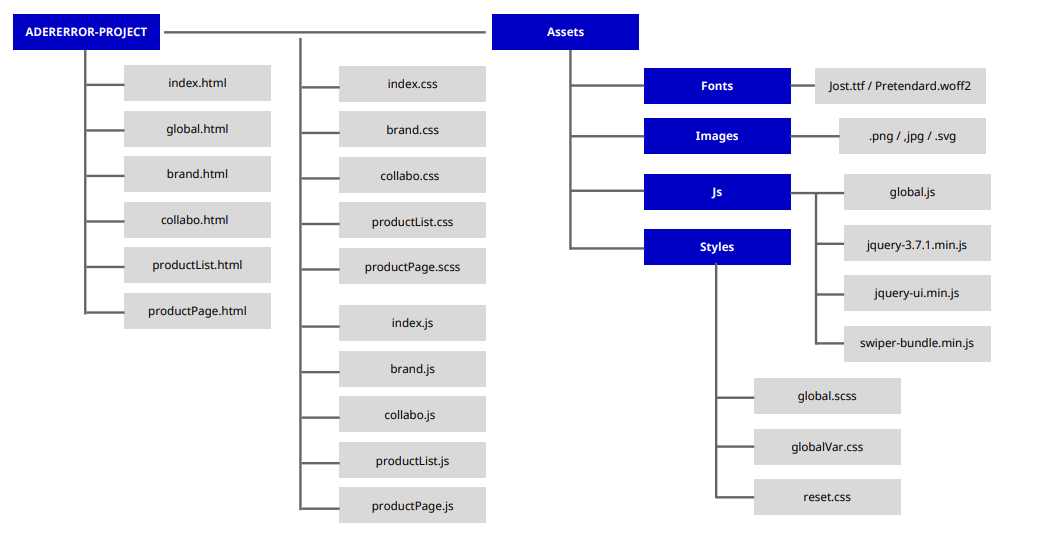 ADERERROR-PROJECT
index.html
global.html
brand.html
collabo.html
productList.html
productPage.html
index.css
brand.css
collabo.css
productList.css
productPage.scss
index.js
brand.js
collabo.js
productList.js
productPage.js
Assets
Fonts
Jost.ttf / Pretendard.woff2
Images
.png / ,jpg / .svg
Js
global.js
jquery-3.7.1.min.js
jquery-ui.min.js
swiper-bundle.min.js
Styles
global.scss
globalVar.css
reset.css